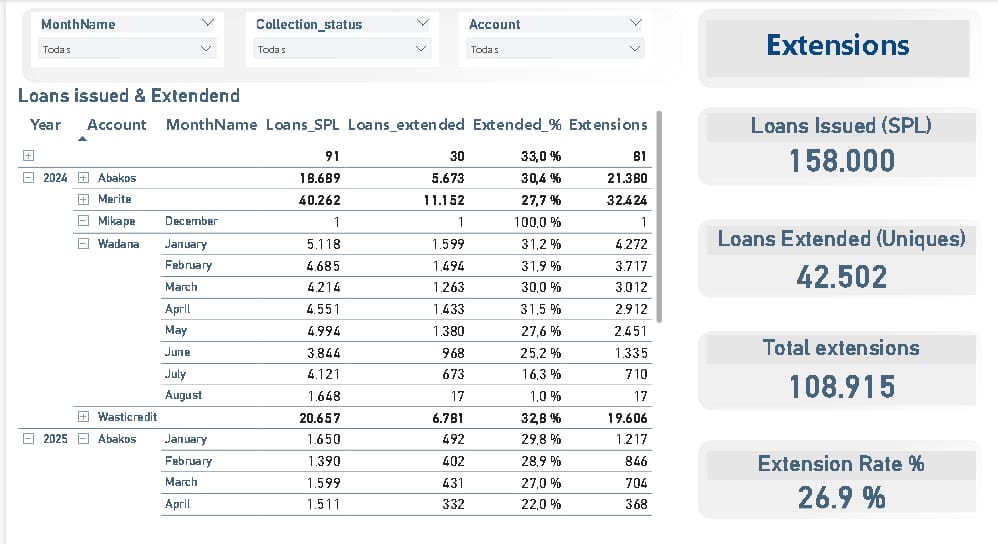 MonthName Collection_status Account
Todas Todas Todas
Extensions
Loans issued & Extendend
Year Account MonthName Loans_SPL Loans_extended Extended_% Extensions
91 30 33,0 % 81
2024 Abakos 18.689 5.673 30,4 % 21.380
Merite 40.262 11.152 27,7 % 32.424
Mikape December 1 1 100,0 % 1
Wadana January 5.118 1.599 31,2 % 4.272
February 4.685 1.494 31,9 % 3.717
March 4.214 1.263 30,0 % 3.012
April 4.551 1.433 31,5 % 2.912
May 4.994 1.380 27,6 % 2.451
June 3.844 968 25,2 % 1.335
July 4.121 673 16,3 % 710
August 1.648 17 1,0 % 17
Wasticredit 20.657 6.781 32,8 % 19.606
2025 Abakos January 1.650 492 29,8 % 1.217
February 1.390 402 28,9 % 846
March 1.599 431 27,0 % 704
April 1.511 332 22,0 % 368
Loans Issued (SPL)
158.000
Loans Extended (Uniques)
42.502
Total extensions
108.915
Extension Rate %
26.9 %